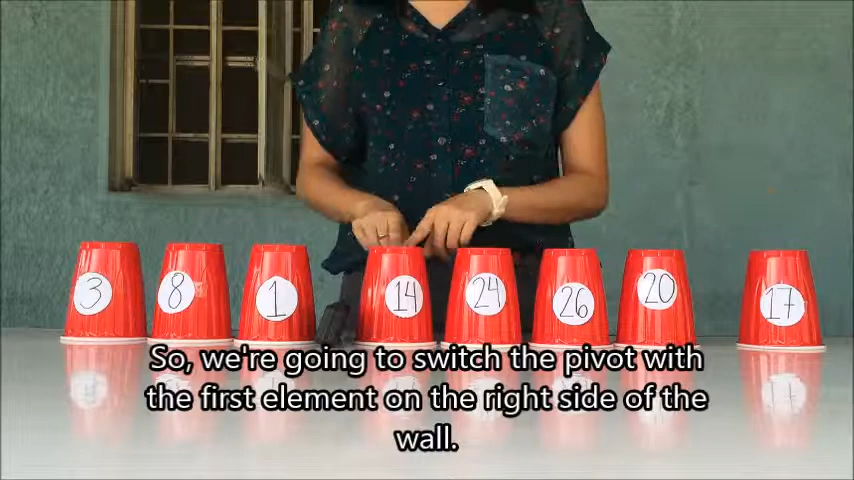 3 8 1 14 24 26 20 17
So, we're going to switch the pivot with
the first element on the right side of the
wall.